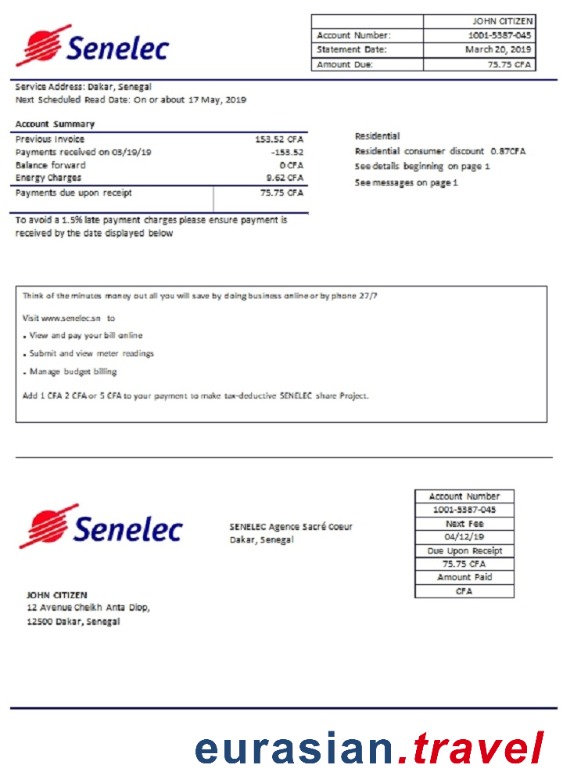 Senelec
JOHN CITIZEN
Account Number: 1001-5387-045
Statement Date: March 20, 2019
Amount Due: 75.75 CFA
Service Address: Dakar, Senegal
Next Scheduled Read Date: On or about 17 May, 2019
Account Summary
Previous Invoice 153.52 CFA
Payments received on 03/19/19 -153.52
Balance forward 0 CFA
Energy Charges 9.62 CFA
Payments due upon receipt 75.75 CFA
Residential
Residential consumer discount 0.87CFA
See details beginning on page 1
See messages on page 1
To avoid a 1.5% late payment charges please ensure payment is
received by the date displayed below
Think of the minutes money out all you will save by doing business online or by phone 27/7
Visit www.senelec.sn to
• View and pay your bill online
• Submit and view meter readings
• Manage budget billing
Add 1 CFA 2 CFA or 5 CFA to your payment to make tax-deductive SENELEC share Project.
Senelec
SENELEC Agence Sacré Coeur
Dakar, Senegal
Account Number
1001-5387-045
Next Fee
04/12/19
Due Upon Receipt
75.75 CFA
Amount Paid
CFA
JOHN CITIZEN
12 Avenue Cheikh Anta Diop,
12500 Dakar, Senegal
eurasian.travel